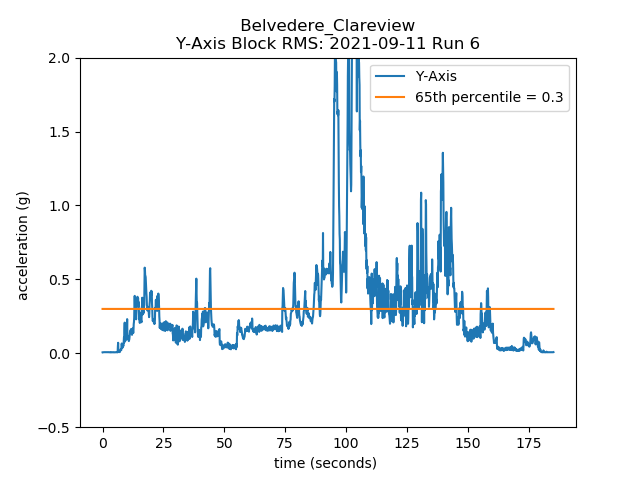 Belvedere_Clareview
Y-Axis Block RMS: 2021-09-11 Run 6
Y-Axis
65th percentile = 0.3
2.0
1.5
1.0
0.5
0.0
−0.5
acceleration (g)
0 25 50 75 100 125 150 175
time (seconds)